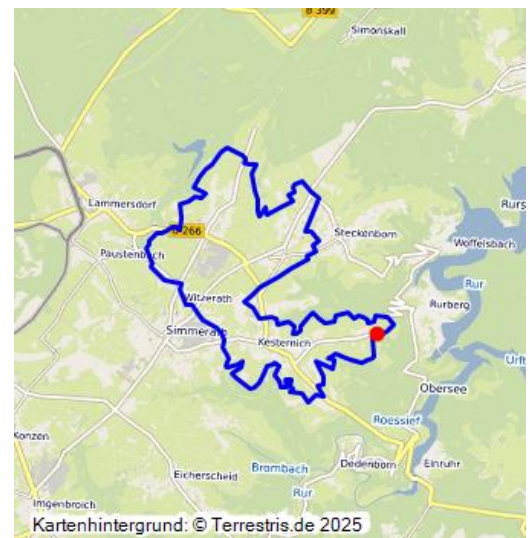 B 399
Simonskall
Lammersdorf
B 266
Paustenbach
Steckenborn
Woffelsbach
Rurs
Rur
Rurberg
Witzerath
Simmerath
Kesternich
Obersee
Urft
Konzen
Roessief
Eicherscheid
Brombach
Dedenborn
Einruhr
Rur
Imgenbroich
Kartenhintergrund: © Terrestris.de 2025